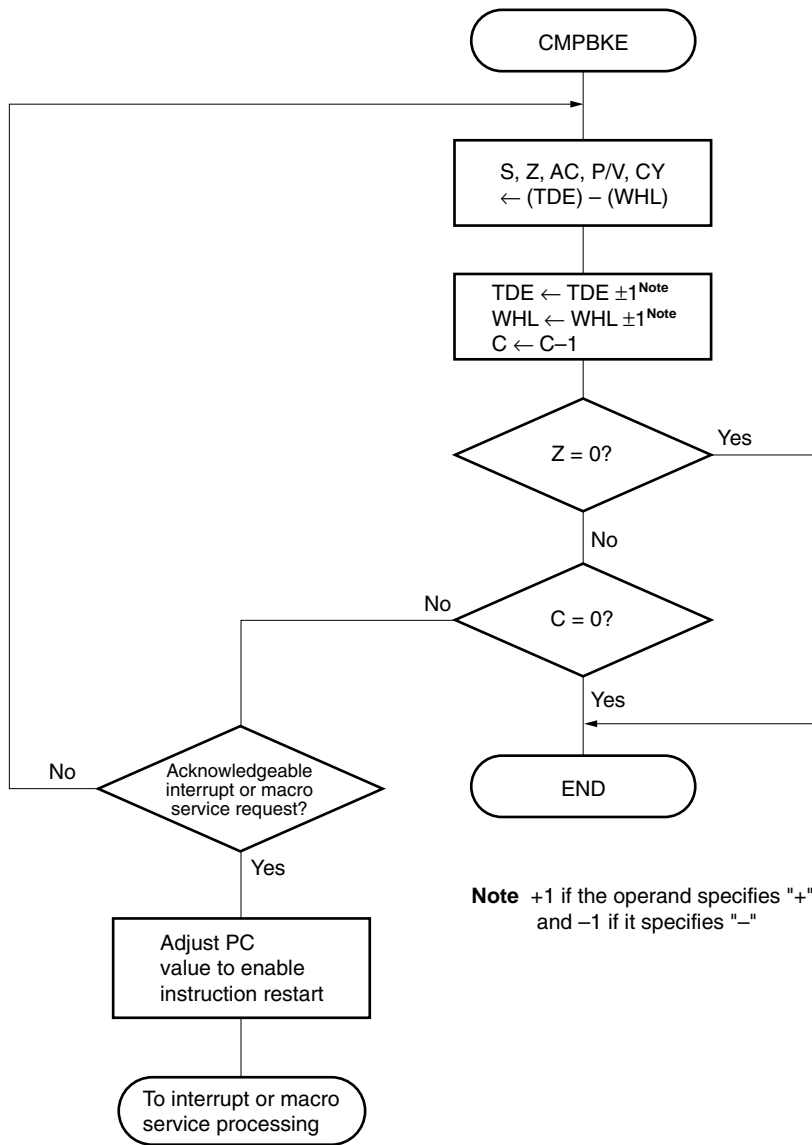 CMPBKE
S, Z, AC, P/V, CY
← (TDE) – (WHL)
TDE ← TDE ±1Note
WHL ← WHL ±1Note
C ← C–1
Z = 0?
Yes
No
C = 0?
No
Yes
END
Acknowledgeable
interrupt or macro
service request?
No
Yes
Adjust PC
value to enable
instruction restart
To interrupt or macro
service processing
Note +1 if the operand specifies "+"
and –1 if it specifies "–"